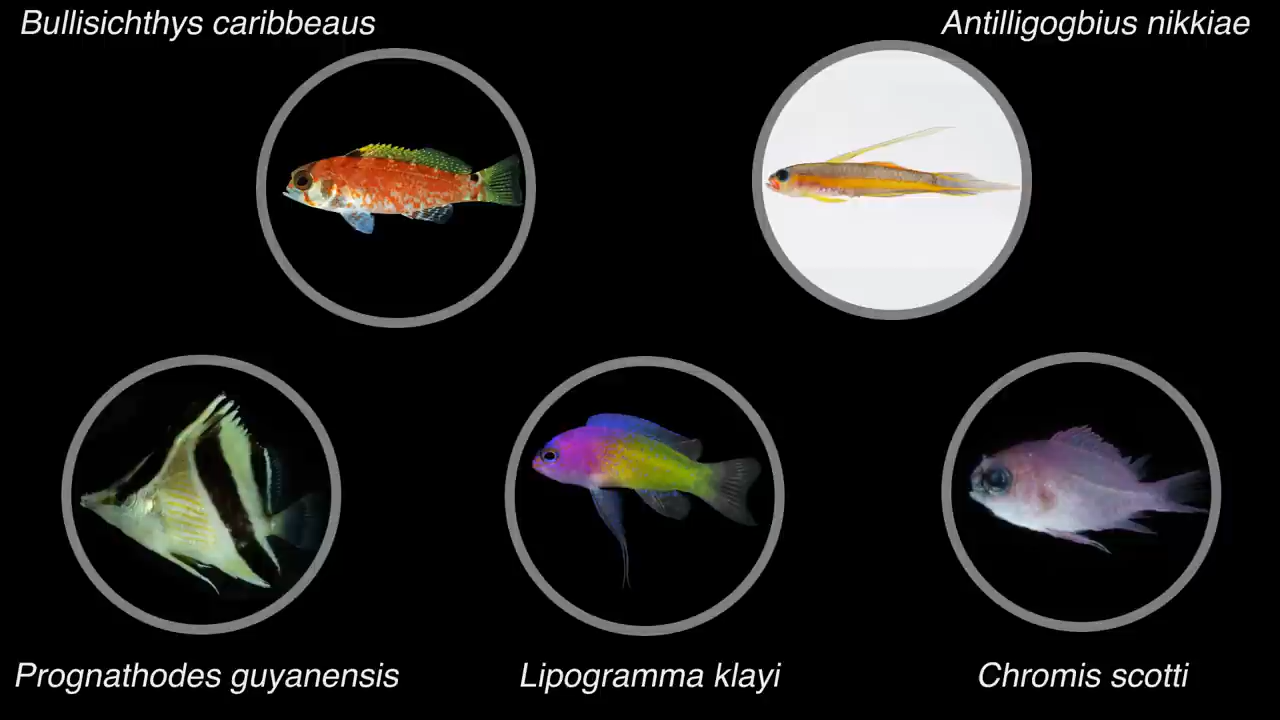 Bullisichthys caribbeaus
Antilligogbius nikkiae
Prognathodes guyanensis
Lipogramma klayi
Chromis scotti